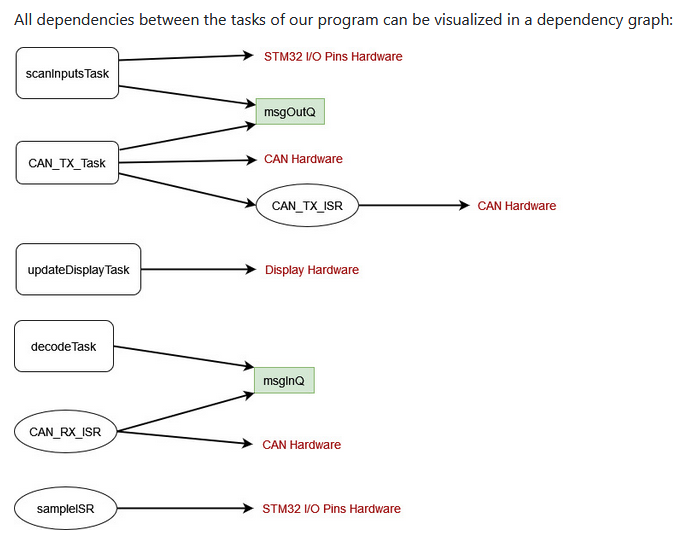 All dependencies between the tasks of our program can be visualized in a dependency graph:
scanInputsTask
STM32 I/O Pins Hardware
msgOutQ
CAN_TX_Task
CAN Hardware
CAN_TX_ISR
CAN Hardware
updateDisplayTask
Display Hardware
decodeTask
msgInQ
CAN_RX_ISR
CAN Hardware
sampleISR
STM32 I/O Pins Hardware